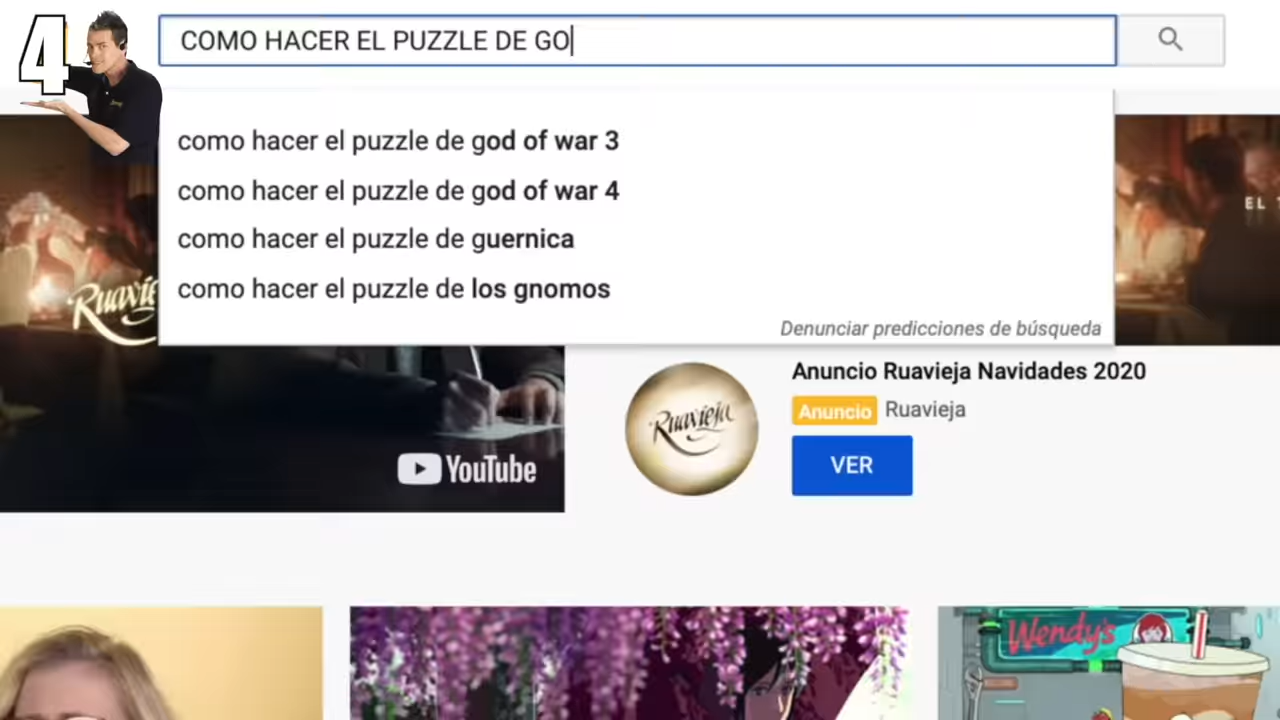 4
COMO HACER EL PUZZLE DE GO
como hacer el puzzle de god of war 3
como hacer el puzzle de god of war 4
como hacer el puzzle de guernica
como hacer el puzzle de los gnomos
Denunciar predicciones de búsqueda
EL
YouTube
Ruavieja
Anuncio Ruavieja Navidades 2020
Anuncio Ruavieja
VER
Wendy's